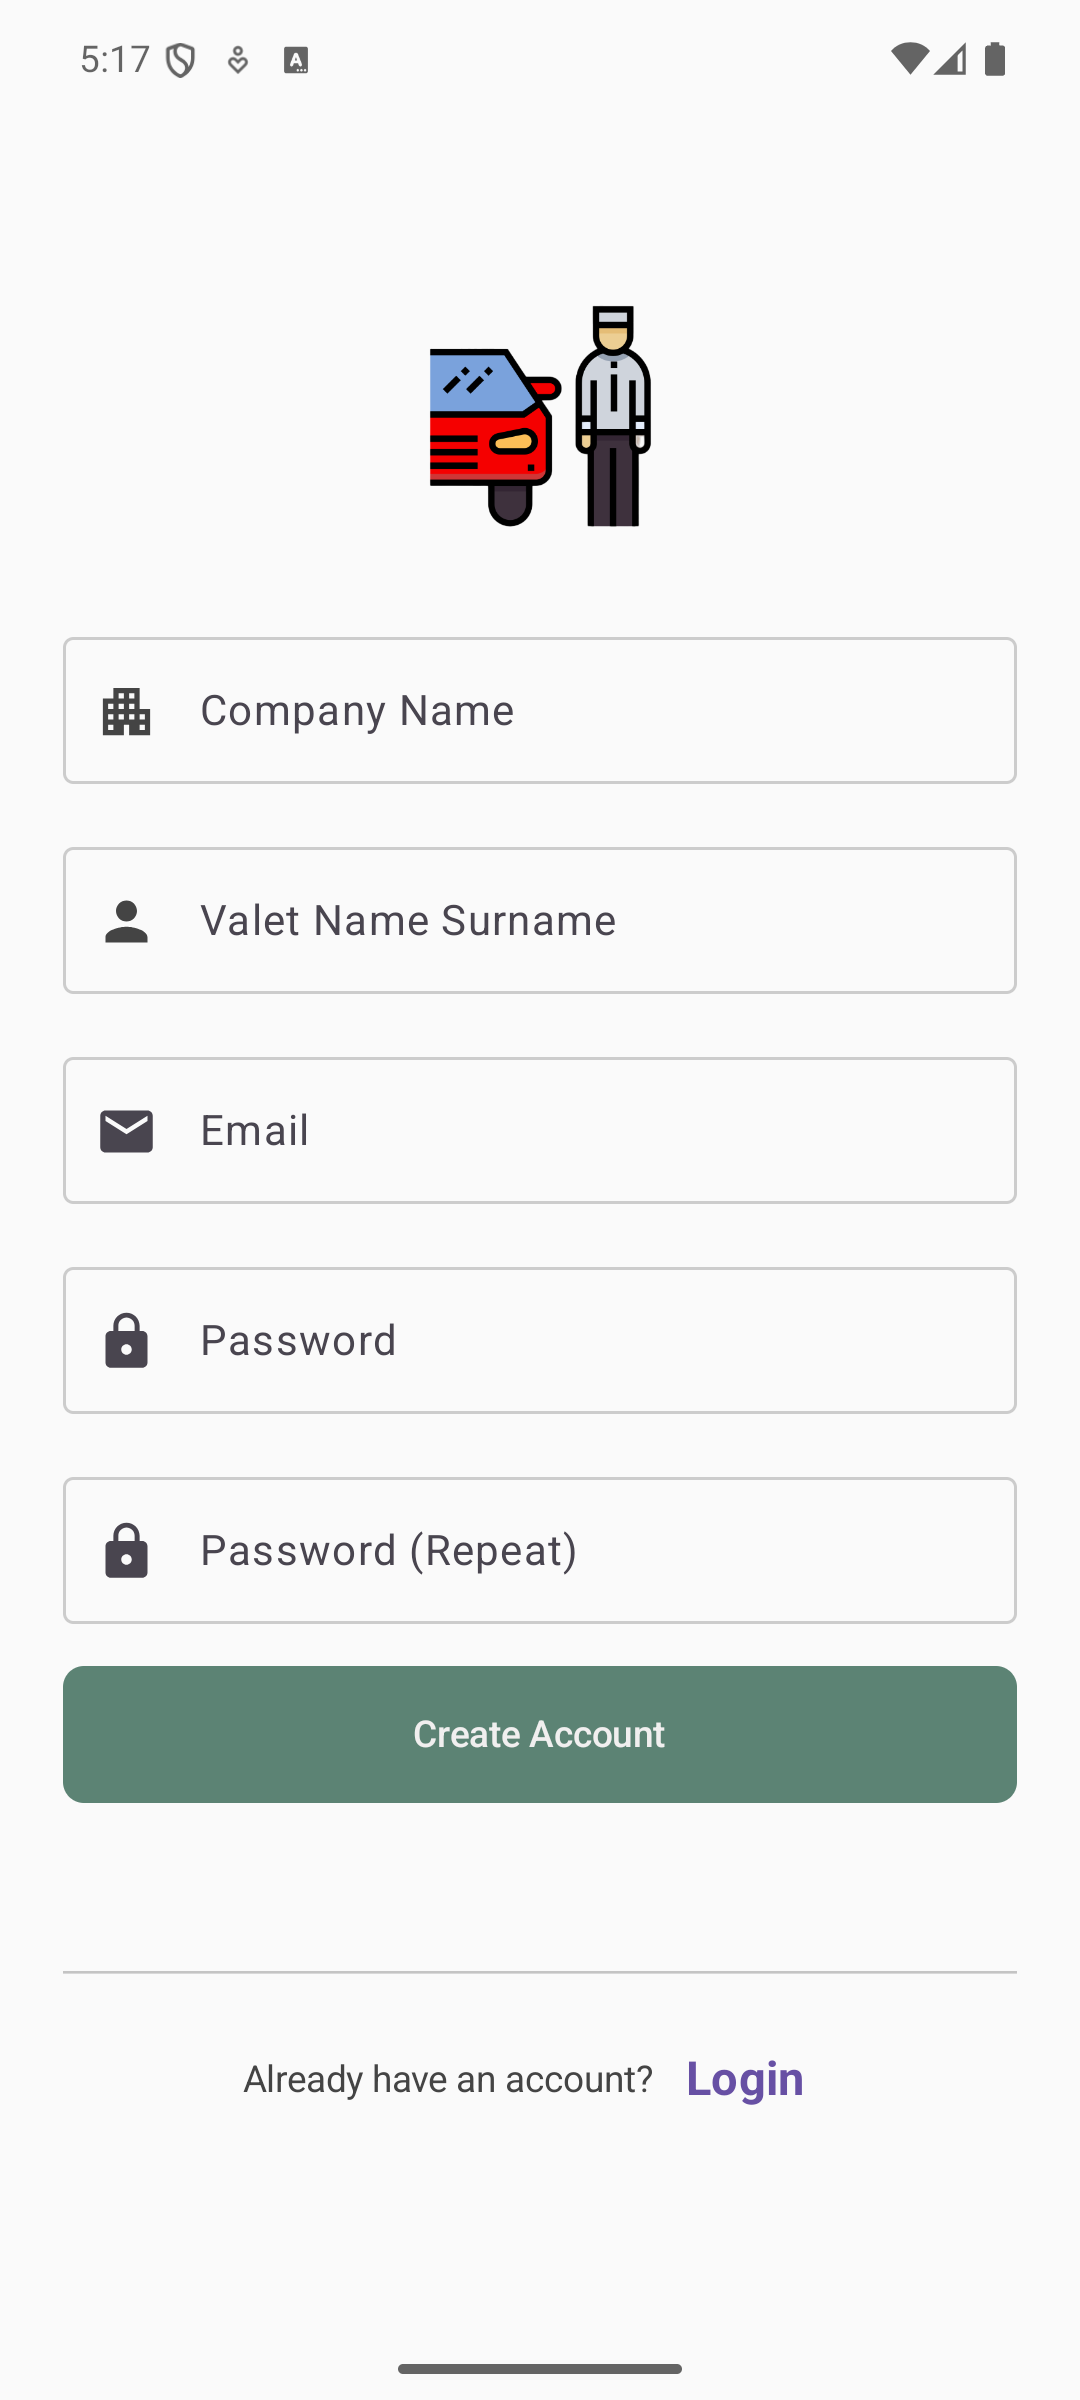 5:17
Company Name
Valet Name Surname
Email
Password
Password (Repeat)
Create Account
Already have an account? Login